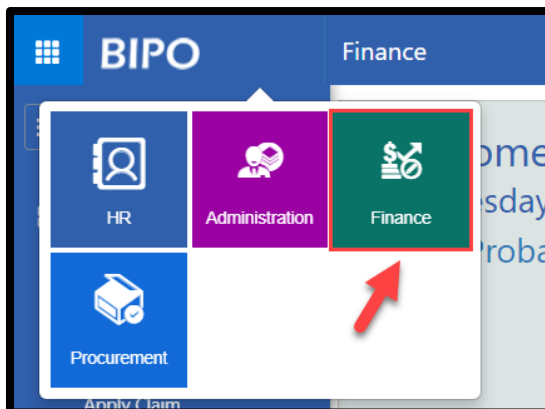 BIPO
Finance
HR
Administration
Finance
Procurement
Apply Claim